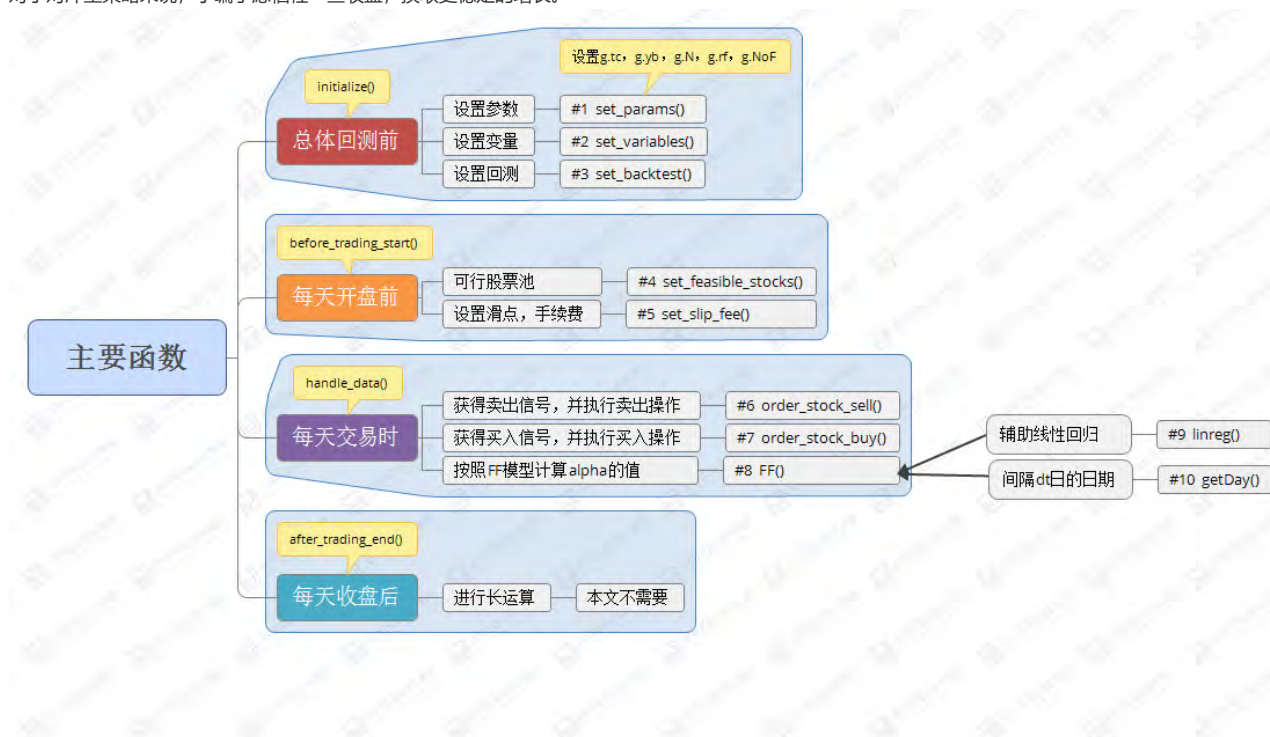 设置g.tc，g.yb，g.N，g.rf，g.NoF
initialize()
设置参数
#1 set_params()
总体回测前
设置变量
#2 set_variables()
设置回测
#3 set_backtest()
before_trading_start()
每天开盘前
可行股票池
#4 set_feasible_stocks()
设置滑点，手续费
#5 set_slip_fee()
主要函数
handle_data()
每天交易时
获得卖出信号，并执行卖出操作
#6 order_stock_sell()
获得买入信号，并执行买入操作
#7 order_stock_buy()
按照FF模型计算alpha的值
#8 FF()
辅助线性回归
#9 linreg()
间隔dt日的日期
#10 getDay()
after_trading_end()
每天收盘后
进行长运算
本文不需要